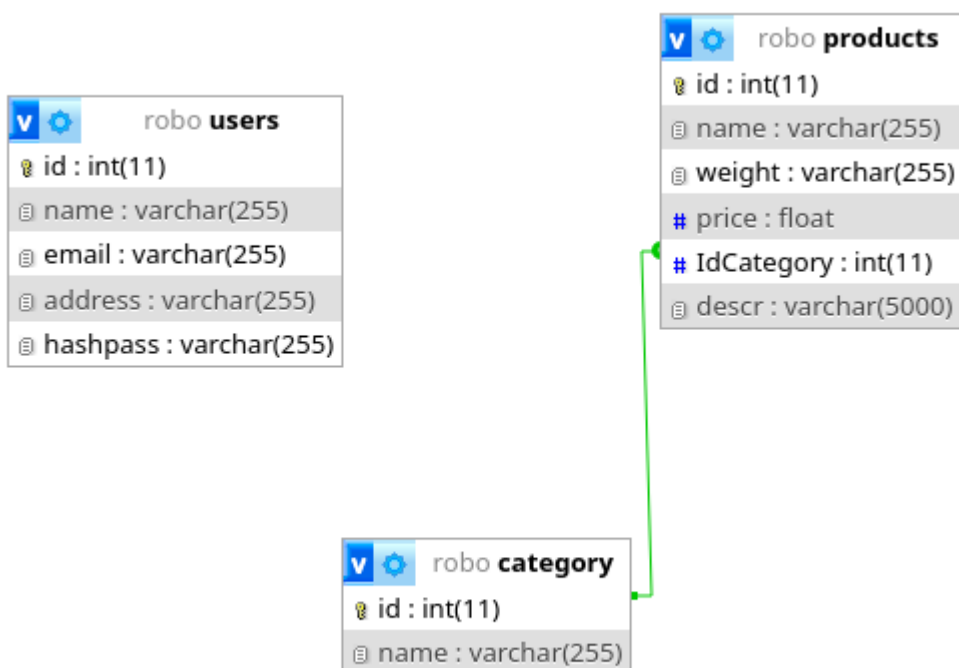 v robo users
id : int(11)
name : varchar(255)
email : varchar(255)
address : varchar(255)
hashpass : varchar(255)
v robo products
id : int(11)
name : varchar(255)
weight : varchar(255)
# price : float
# IdCategory : int(11)
descr : varchar(5000)
v robo category
id : int(11)
name : varchar(255)